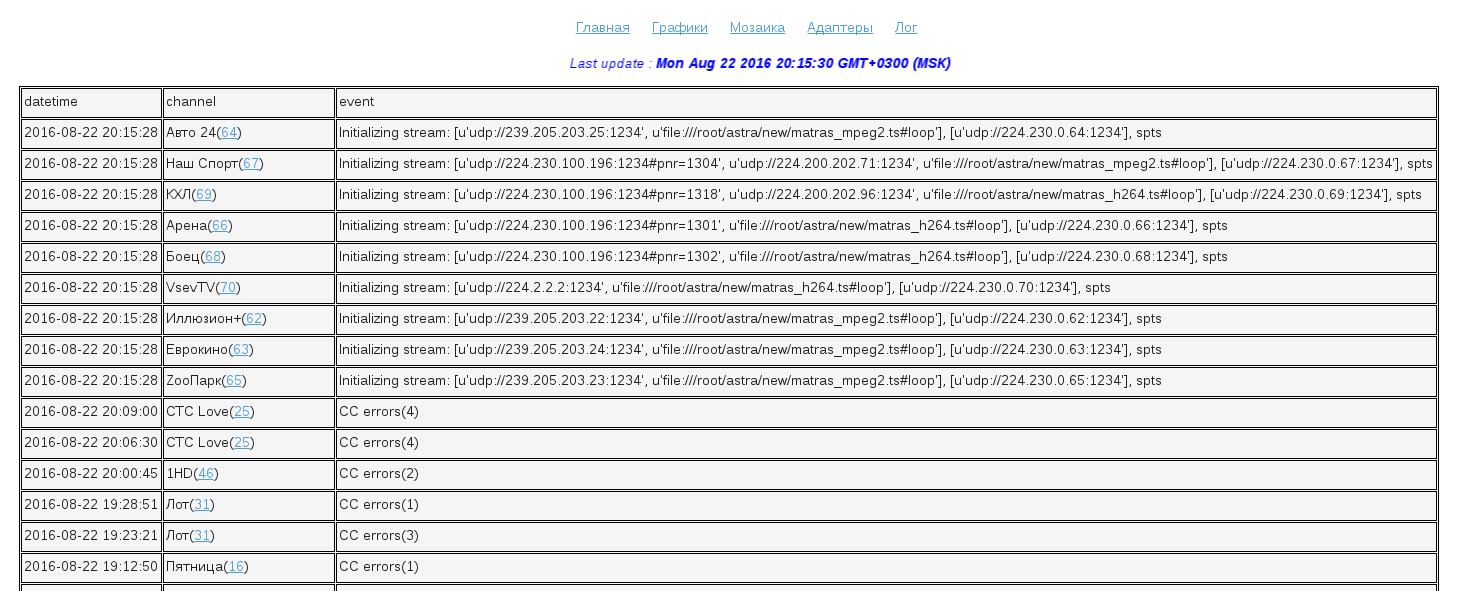 Главная Графики Мозаика Адаптеры Лог
Last update : Mon Aug 22 2016 20:15:30 GMT+0300 (MSK)
datetime channel event
2016-08-22 20:15:28 Авто 24(64) Initializing stream: [u'udp://239.205.203.25:1234', u'file:///root/astra/new/matras_mpeg2.ts#loop'], [u'udp://224.230.0.64:1234'], spts
2016-08-22 20:15:28 Наш Спорт(67) Initializing stream: [u'udp://224.230.100.196:1234#pnr=1304', u'udp://224.200.202.71:1234', u'file:///root/astra/new/matras_mpeg2.ts#loop'], [u'udp://224.230.0.67:1234'], spts
2016-08-22 20:15:28 КХЛ(69) Initializing stream: [u'udp://224.230.100.196:1234#pnr=1318', u'udp://224.200.202.96:1234', u'file:///root/astra/new/matras_h264.ts#loop'], [u'udp://224.230.0.69:1234'], spts
2016-08-22 20:15:28 Арена(66) Initializing stream: [u'udp://224.230.100.196:1234#pnr=1301', u'file:///root/astra/new/matras_h264.ts#loop'], [u'udp://224.230.0.66:1234'], spts
2016-08-22 20:15:28 Боец(68) Initializing stream: [u'udp://224.230.100.196:1234#pnr=1302', u'file:///root/astra/new/matras_h264.ts#loop'], [u'udp://224.230.0.68:1234'], spts
2016-08-22 20:15:28 VsevTV(70) Initializing stream: [u'udp://224.2.2.2:1234', u'file:///root/astra/new/matras_h264.ts#loop'], [u'udp://224.230.0.70:1234'], spts
2016-08-22 20:15:28 Иллюзион+(62) Initializing stream: [u'udp://239.205.203.22:1234', u'file:///root/astra/new/matras_mpeg2.ts#loop'], [u'udp://224.230.0.62:1234'], spts
2016-08-22 20:15:28 Еврокино(63) Initializing stream: [u'udp://239.205.203.24:1234', u'file:///root/astra/new/matras_mpeg2.ts#loop'], [u'udp://224.230.0.63:1234'], spts
2016-08-22 20:15:28 ZooПарк(65) Initializing stream: [u'udp://239.205.203.23:1234', u'file:///root/astra/new/matras_mpeg2.ts#loop'], [u'udp://224.230.0.65:1234'], spts
2016-08-22 20:09:00 СТС Love(25) CC errors(4)
2016-08-22 20:06:30 СТС Love(25) CC errors(4)
2016-08-22 20:00:45 1HD(46) CC errors(2)
2016-08-22 19:28:51 Лот(31) CC errors(1)
2016-08-22 19:23:21 Лот(31) CC errors(3)
2016-08-22 19:12:50 Пятница(16) CC errors(1)